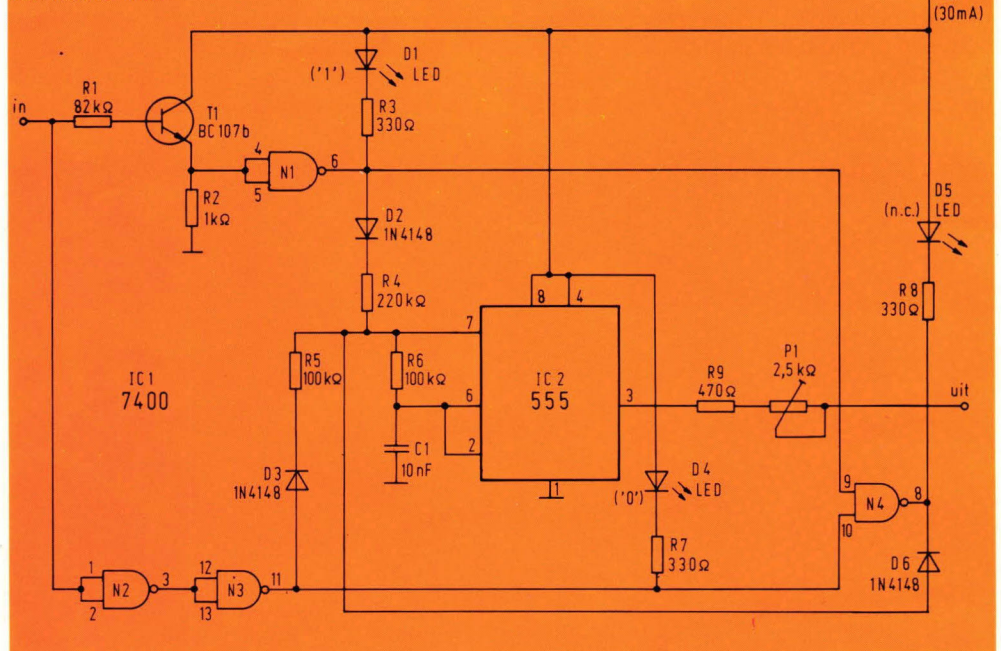 (30mA)
D1
('1')
LED
R1
82kΩ
in
T1
BC107b
R3
330Ω
4
N1
6
5
R2
1kΩ
D2
1N4148
D5
(n.c.)
LED
R4
220kΩ
8
4
R8
330Ω
7
R5
100kΩ
R6
100kΩ
IC1
7400
IC2
555
P1
2,5kΩ
R9
470Ω
6
3
uit
2
C1
10nF
D3
1N4148
1
D4
('0')
LED
9
N4
8
10
R7
330Ω
D6
1N4148
1
N2
3
2
12
N3
11
13